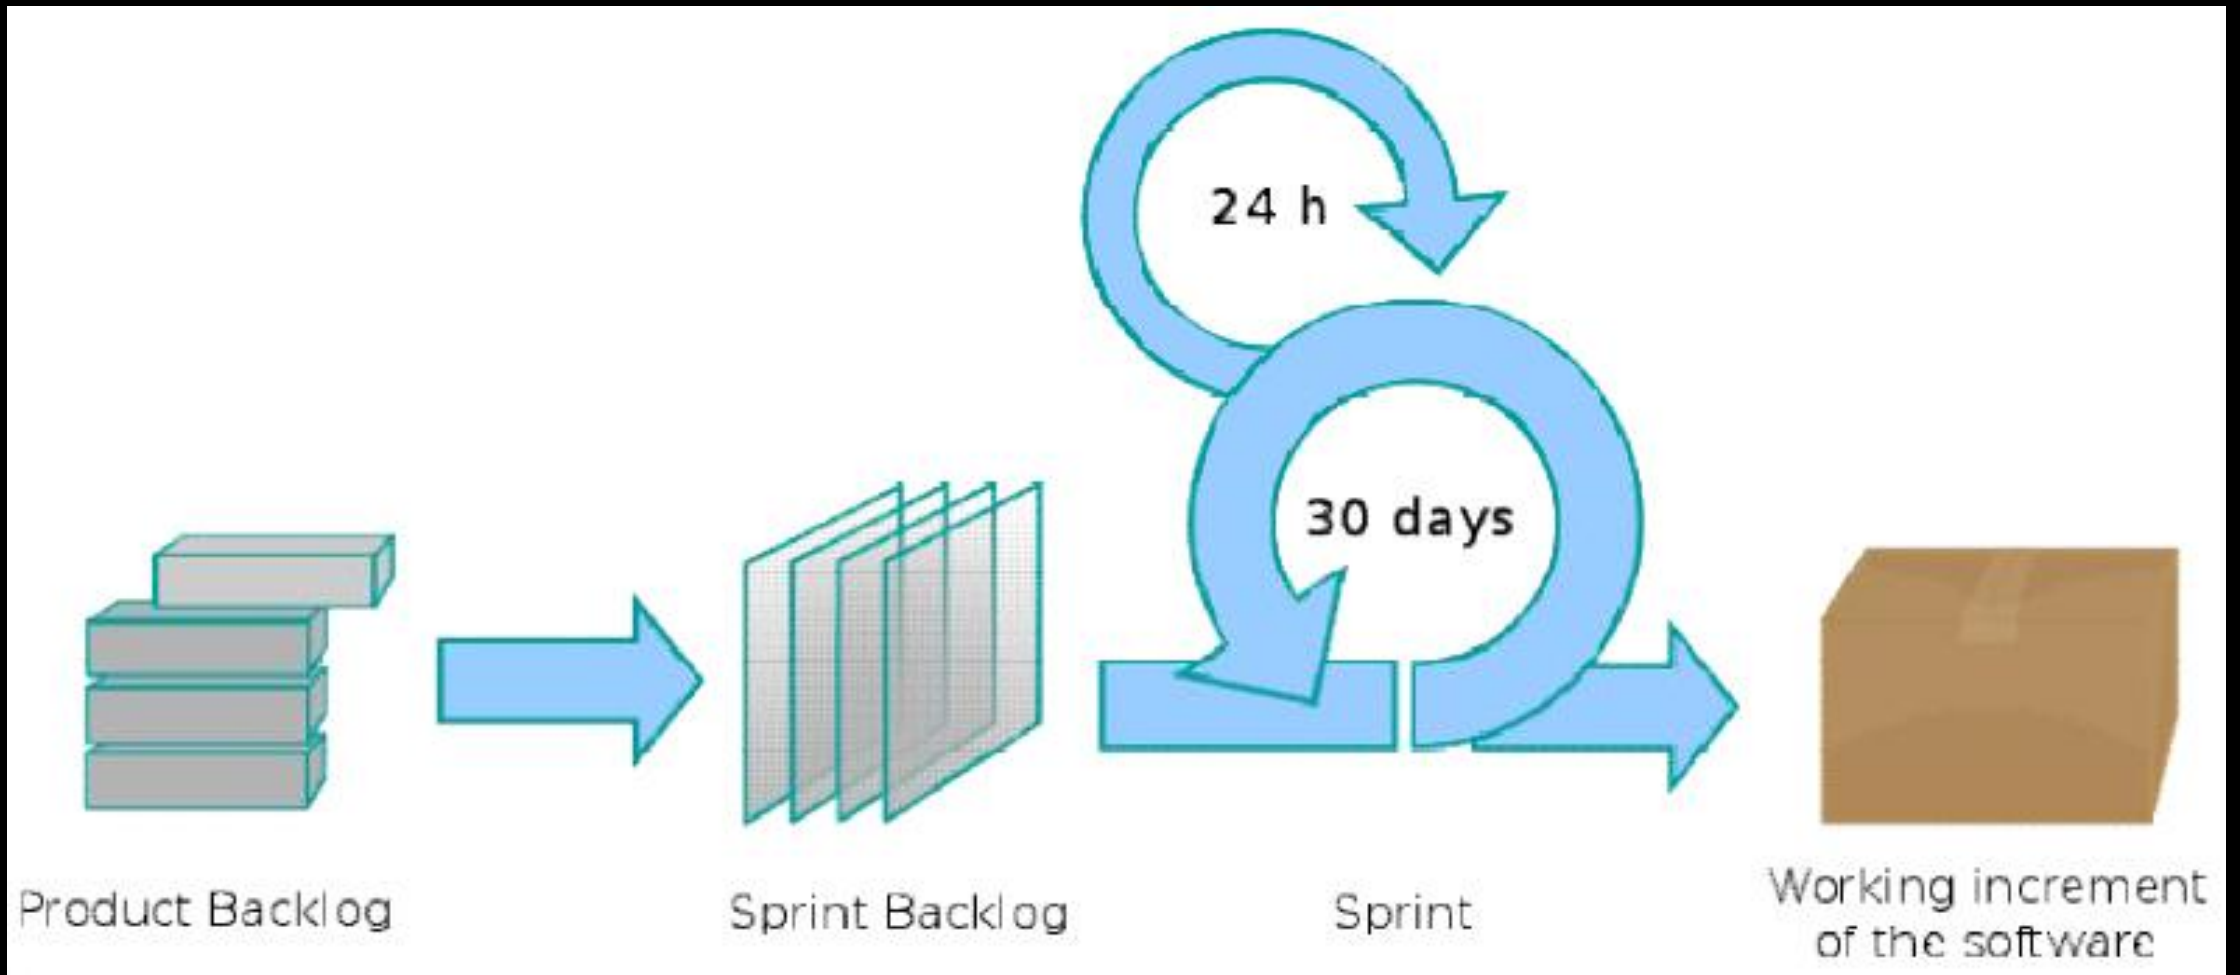 24 h
30 days
Product Backlog
Sprint Backlog
Sprint
Working increment
of the software